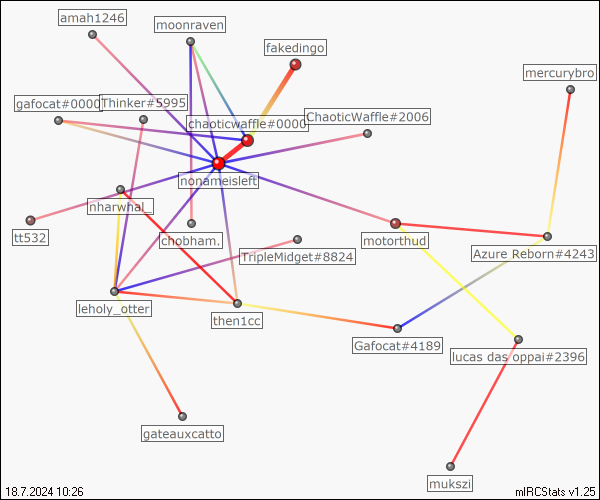 amah1246
moonraven
fakedingo
mercurybro
gafocat#0000
Thinker#5995
chaoticwaffle#0000
ChaoticWaffle#2006
nonameisleft
nharwhal_
tt532
chobham.
motorthud
TripleMidget#8824
Azure Reborn#4243
leholy_otter
then1cc
Gafocat#4189
lucas das oppai#2396
gateauxcatto
mukszi
18.7.2024 10:26
mIRCStats v1.25